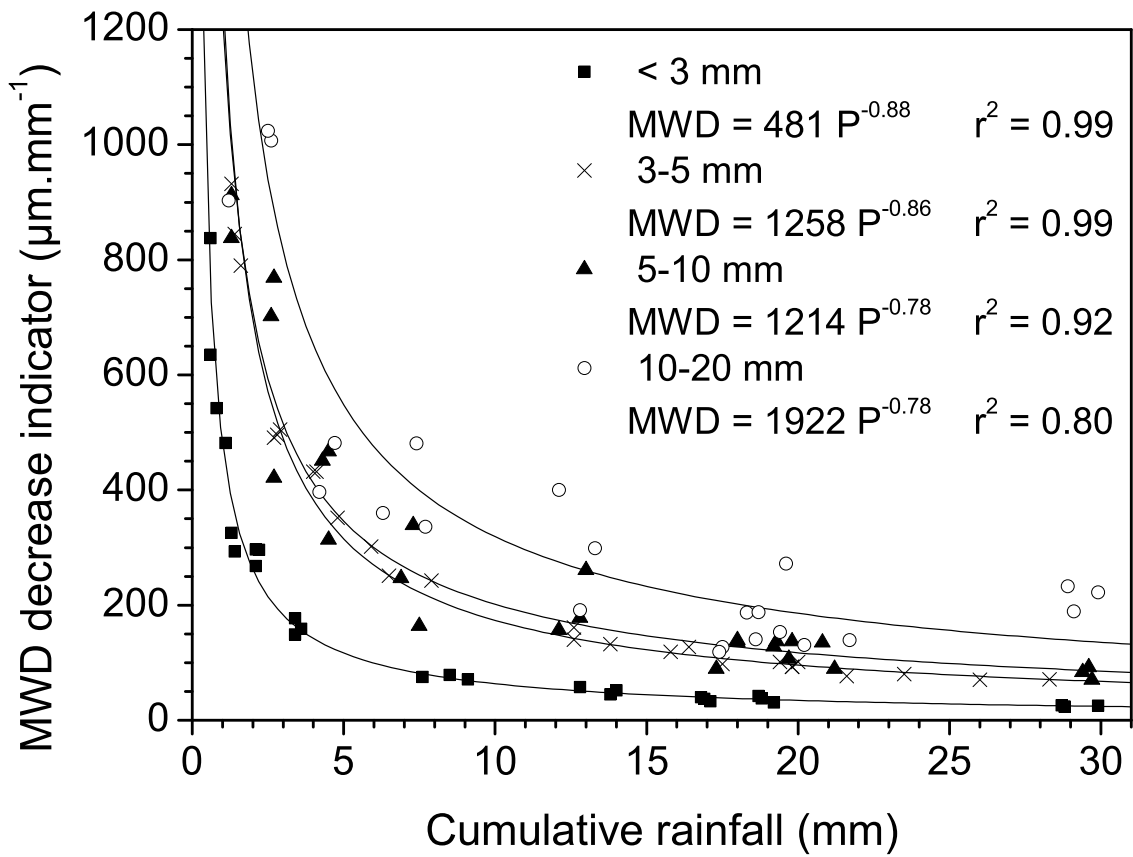 MWD decrease indicator (µm.mm⁻¹)
1200
1000
800
600
400
200
0
< 3 mm
MWD = 481 P⁻⁰·⁸⁸ r² = 0.99
3-5 mm
MWD = 1258 P⁻⁰·⁸⁶ r² = 0.99
5-10 mm
MWD = 1214 P⁻⁰·⁷⁸ r² = 0.92
10-20 mm
MWD = 1922 P⁻⁰·⁷⁸ r² = 0.80
0 5 10 15 20 25 30
Cumulative rainfall (mm)